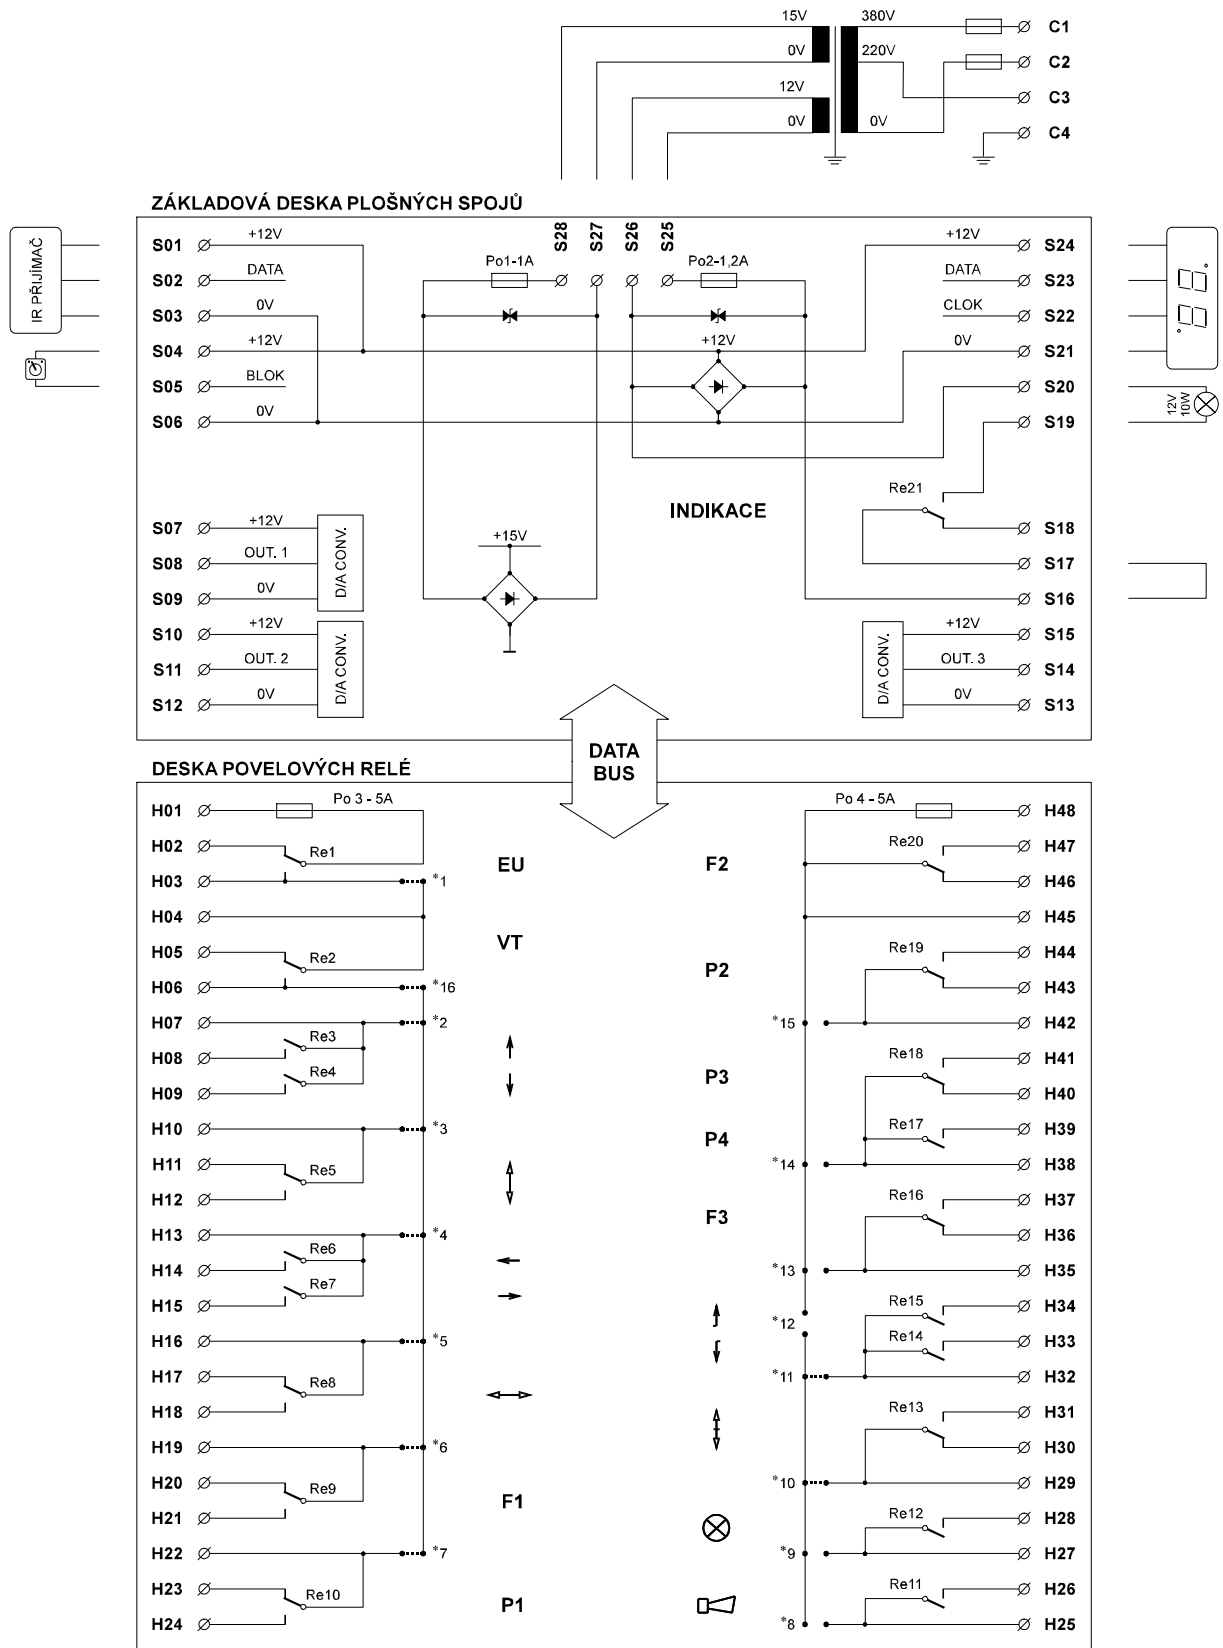 15V 380V C1
0V 220V C2
12V C3
0V 0V C4
ZÁKLADOVÁ DESKA PLOŠNÝCH SPOJŮ
IR PŘIJÍMAČ
S28 S27 S26 S25
S01 +12V +12V S24
S02 DATA Po1-1A Po2-1,2A DATA S23
S03 0V CLOK S22
S04 +12V +12V 0V S21
S05 BLOK S20
S06 0V S19
12V
10W
Re21
INDIKACE
S07 +12V +15V S18
S08 OUT. 1 D/A CONV. S17
S09 0V S16
S10 +12V +12V S15
S11 OUT. 2 D/A CONV. D/A CONV. OUT. 3 S14
S12 0V 0V S13
DATA
BUS
DESKA POVELOVÝCH RELÉ
H01 Po 3 - 5A Po 4 - 5A H48
H02 Re1 Re20 H47
EU F2
H03 *1 H46
H04 H45
VT
H05 Re2 Re19 H44
P2
H06 *16 H43
H07 *2 *15 H42
Re3
H08 Re18 H41
Re4 P3
H09 H40
H10 *3 Re17 H39
P4
H11 Re5 *14 H38
H12 Re16 H37
F3
H13 *4 H36
Re6
H14 *13 H35
Re7
H15 Re15 H34
*12
H16 *5 Re14 H33
H17 Re8 *11 H32
H18 Re13 H31
H19 *6 H30
H20 Re9 *10 H29
F1
H21 Re12 H28
H22 *7 *9 H27
H23 Re10 Re11 H26
P1
H24 *8 H25